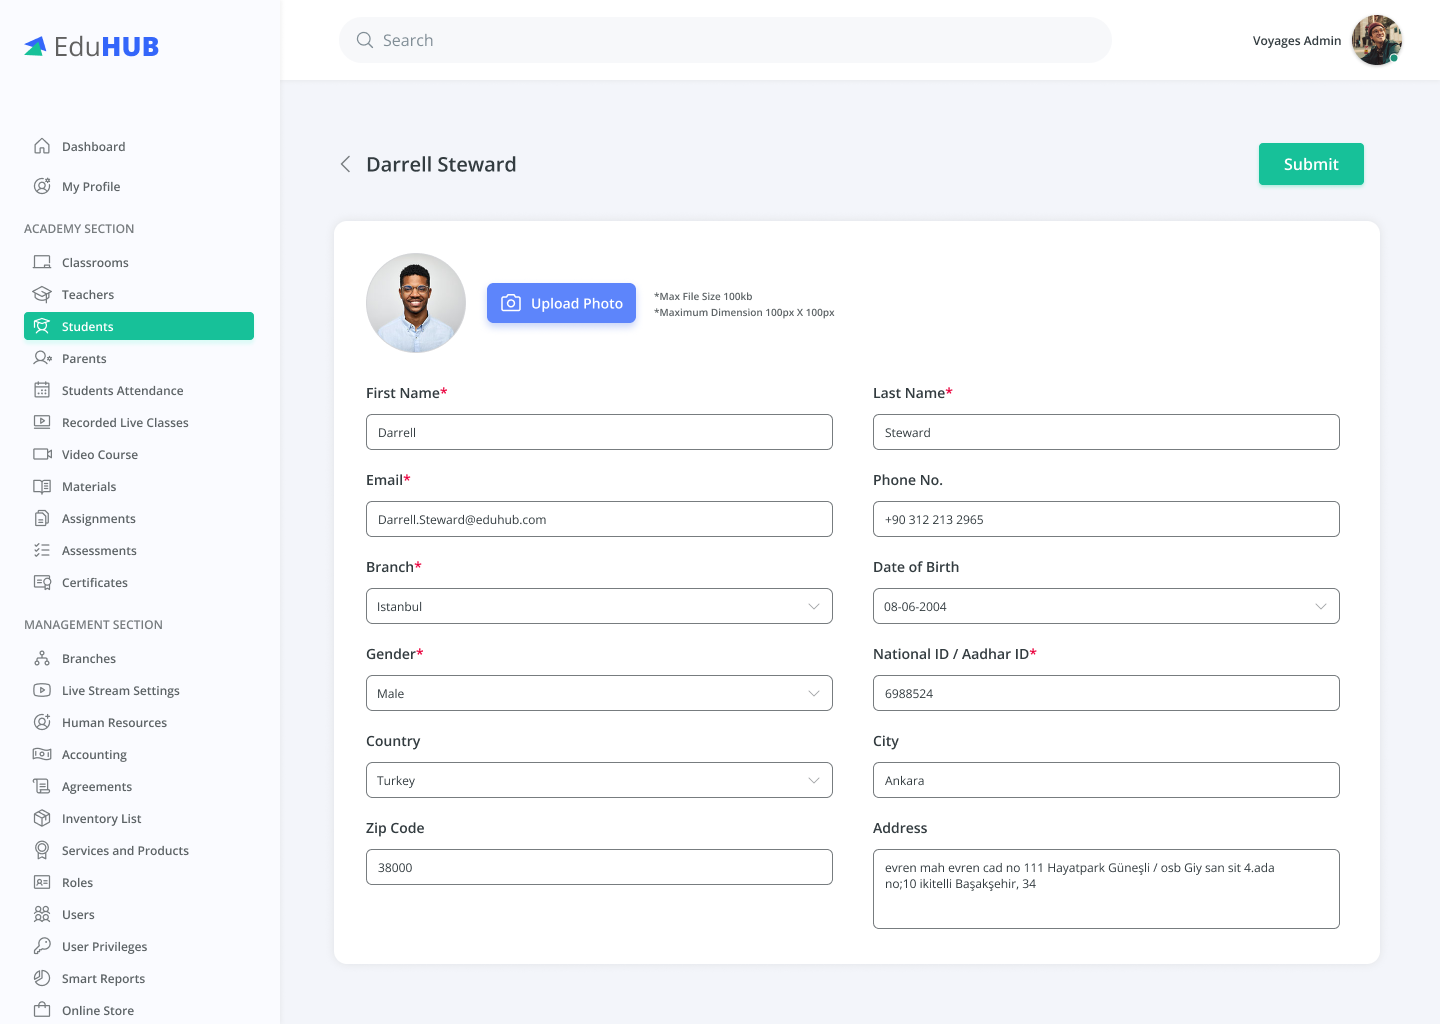 EduHUB
Search
Voyages Admin
Dashboard
My Profile
ACADEMY SECTION
Classrooms
Teachers
Students
Parents
Students Attendance
Recorded Live Classes
Video Course
Materials
Assignments
Assessments
Certificates
MANAGEMENT SECTION
Branches
Live Stream Settings
Human Resources
Accounting
Agreements
Inventory List
Services and Products
Roles
Users
User Privileges
Smart Reports
Online Store
Darrell Steward
Submit
Upload Photo
*Max File Size 100kb
*Maximum Dimension 100px X 100px
First Name*
Darrell
Last Name*
Steward
Email*
Darrell.Steward@eduhub.com
Phone No.
+90 312 213 2965
Branch*
Istanbul
Date of Birth
08-06-2004
Gender*
Male
National ID / Aadhar ID*
6988524
Country
Turkey
City
Ankara
Zip Code
38000
Address
evren mah evren cad no 111 Hayatpark Güneşli / osb Giy san sit 4.ada
no;10 ikitelli Başakşehir, 34